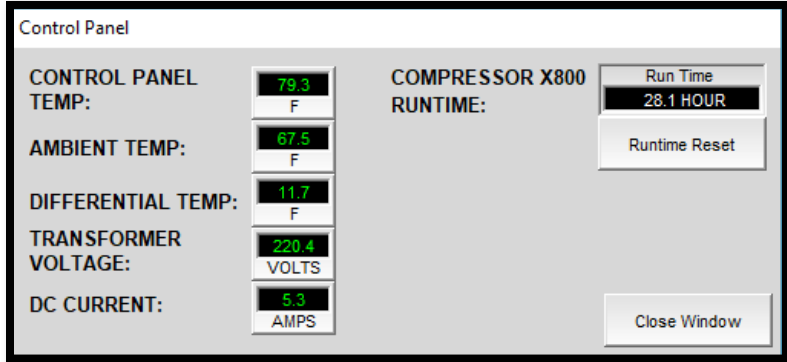 Control Panel
CONTROL PANEL
TEMP:
79.3
F
AMBIENT TEMP:
67.5
F
DIFFERENTIAL TEMP:
11.7
F
TRANSFORMER
VOLTAGE:
220.4
VOLTS
DC CURRENT:
5.3
AMPS
COMPRESSOR X800
RUNTIME:
Run Time
28.1 HOUR
Runtime Reset
Close Window